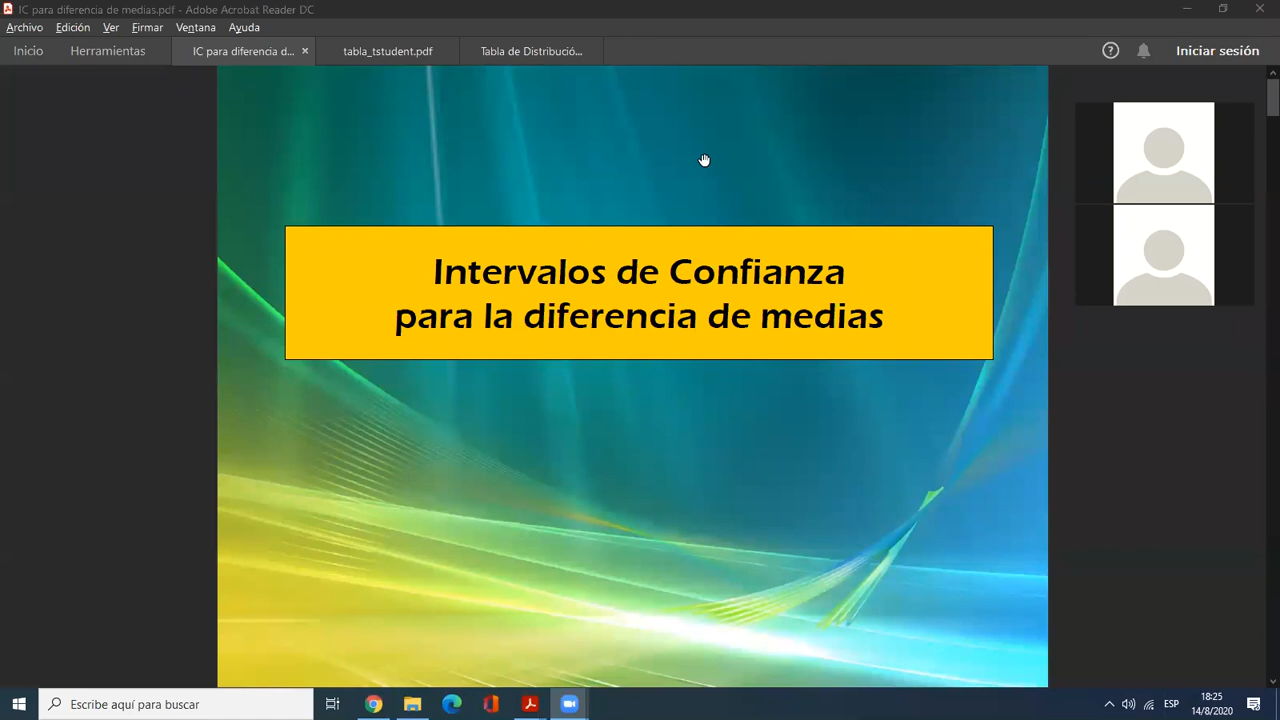 IC para diferencia de medias.pdf - Adobe Acrobat Reader DC
Archivo Edición Ver Firmar Ventana Ayuda
Inicio Herramientas IC para diferencia d... × tabla_tstudent.pdf Tabla de Distribució... Iniciar sesión
Intervalos de Confianza
para la diferencia de medias
Escribe aquí para buscar
ESP
18:25
14/8/2020